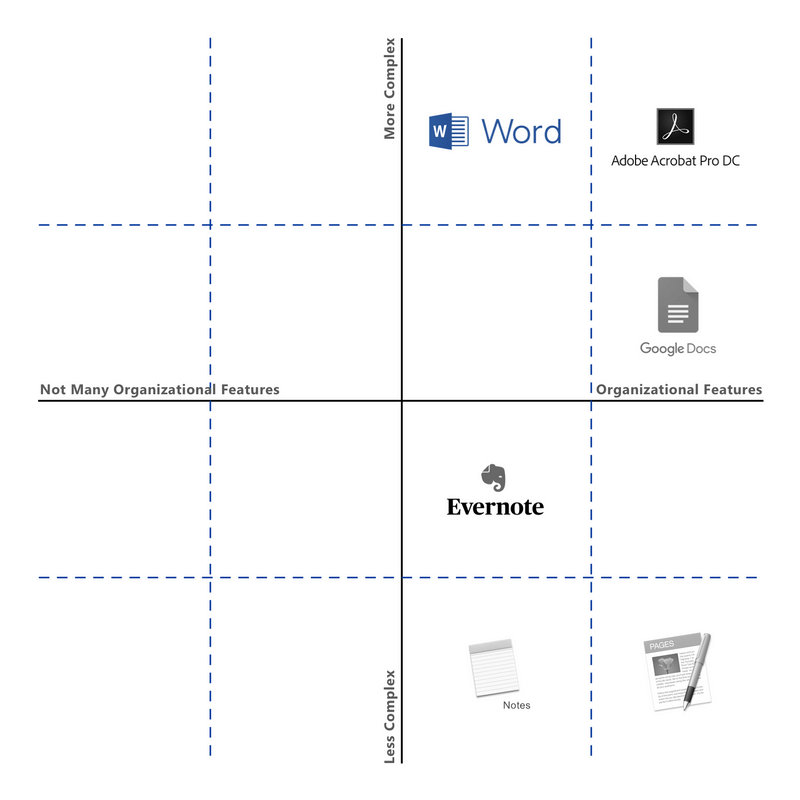 More Complex
W Word
Adobe Acrobat Pro DC
Google Docs
Not Many Organizational Features
Organizational Features
Evernote
PAGES
Notes
Less Complex